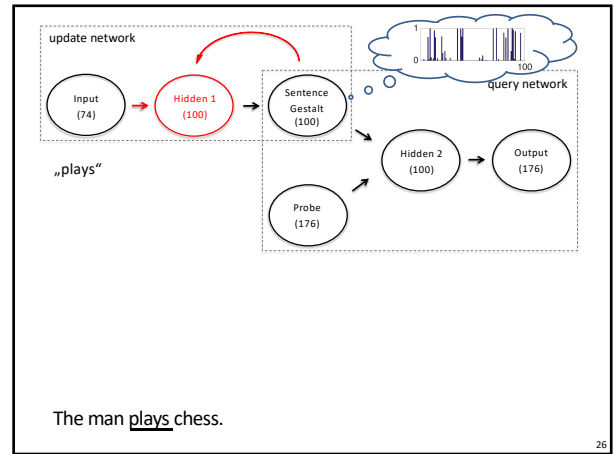 update network
1
0
100
query network
Input
(74)
Hidden 1
(100)
Sentence
Gestalt
(100)
Hidden 2
(100)
Output
(176)
„plays“
Probe
(176)
The man plays chess.
26